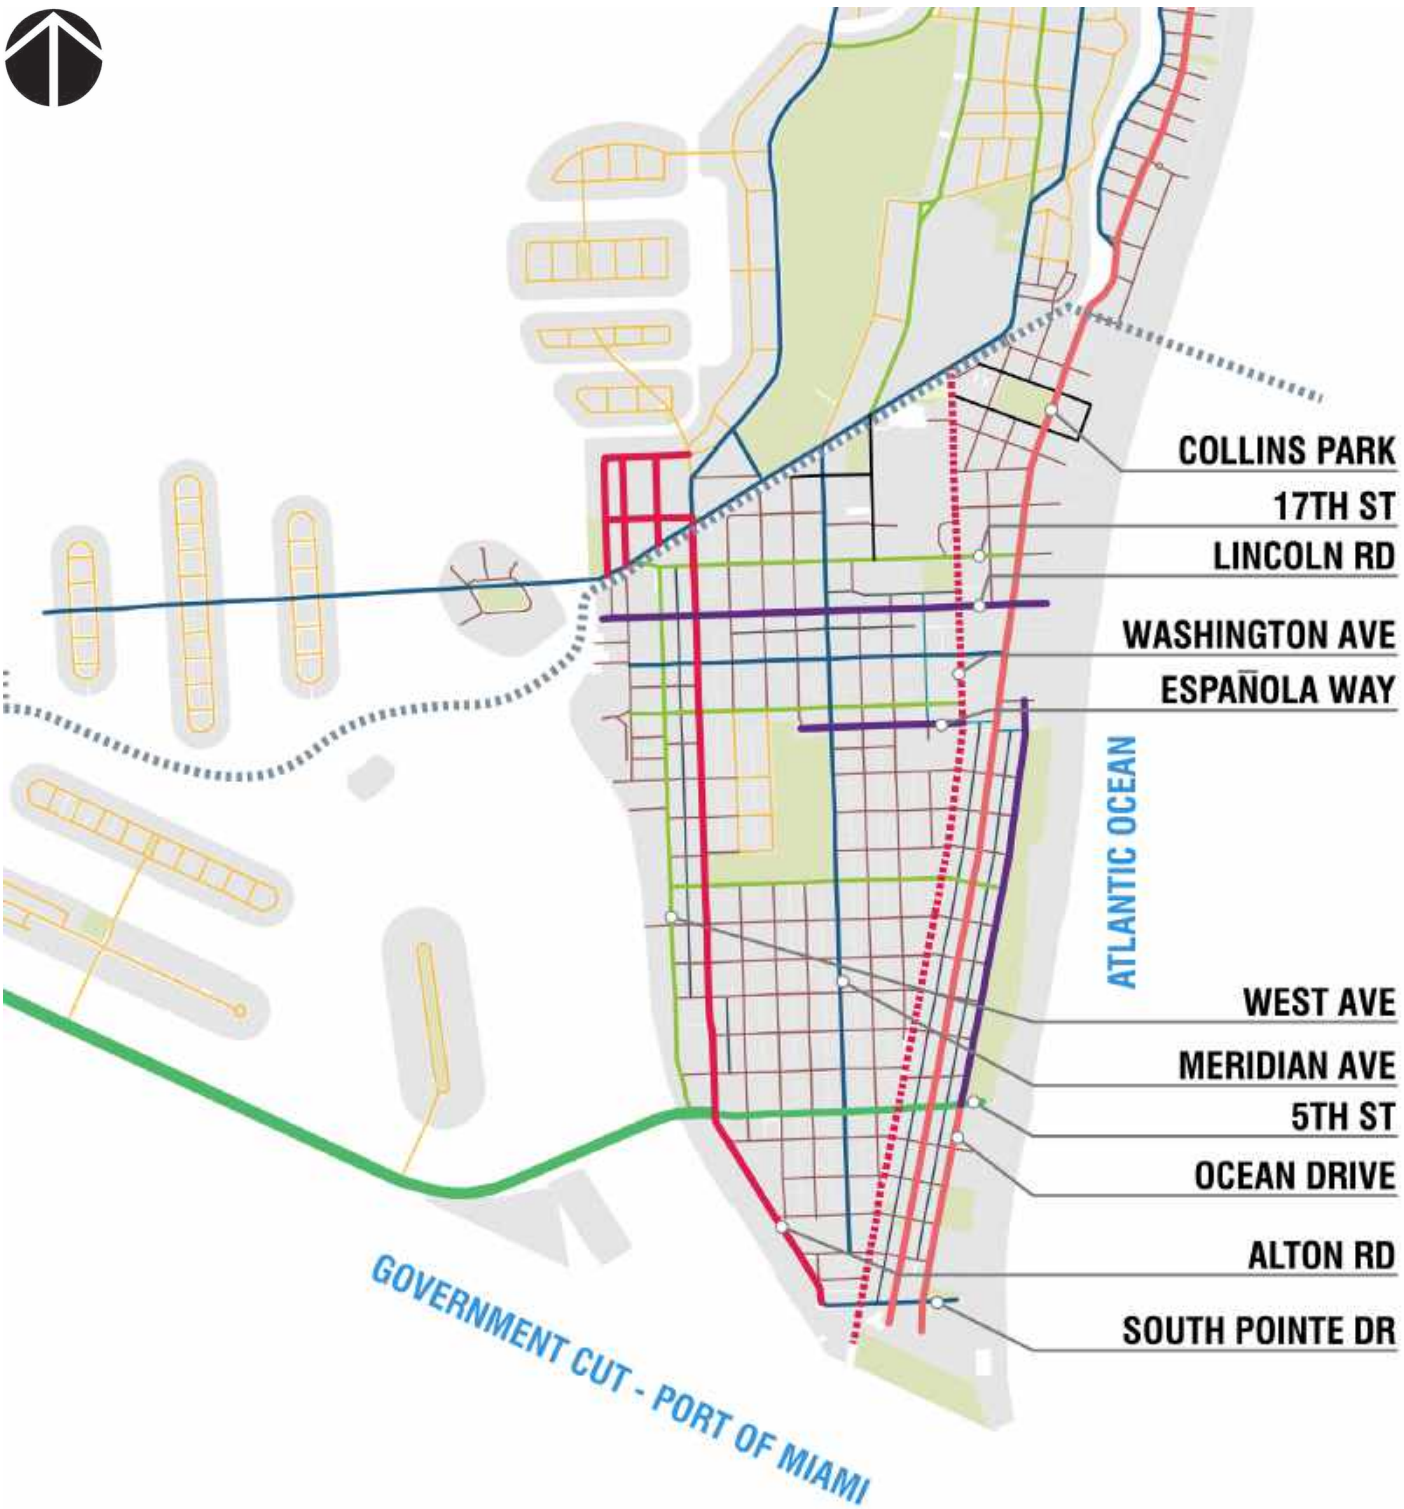 COLLINS PARK
17TH ST
LINCOLN RD
WASHINGTON AVE
ESPAÑOLA WAY
ATLANTIC OCEAN
WEST AVE
MERIDIAN AVE
5TH ST
OCEAN DRIVE
ALTON RD
SOUTH POINTE DR
GOVERNMENT CUT - PORT OF MIAMI